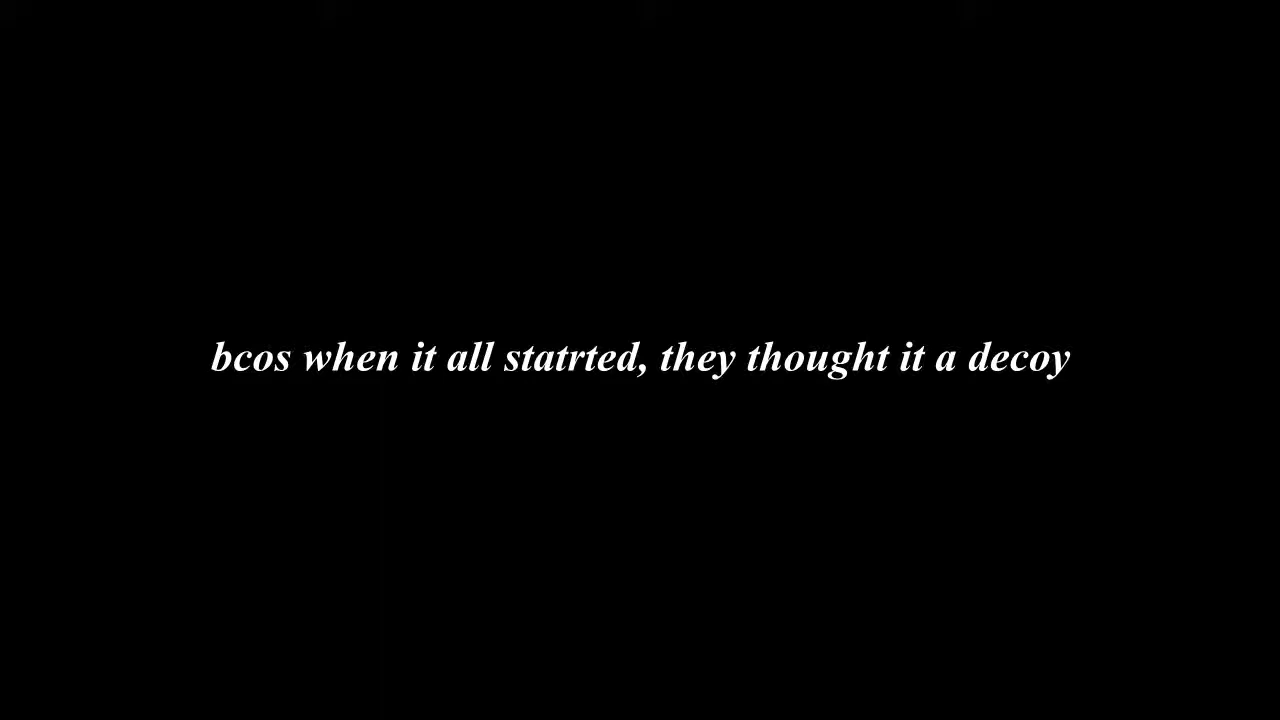 bcos when it all statrted, they thought it a decoy